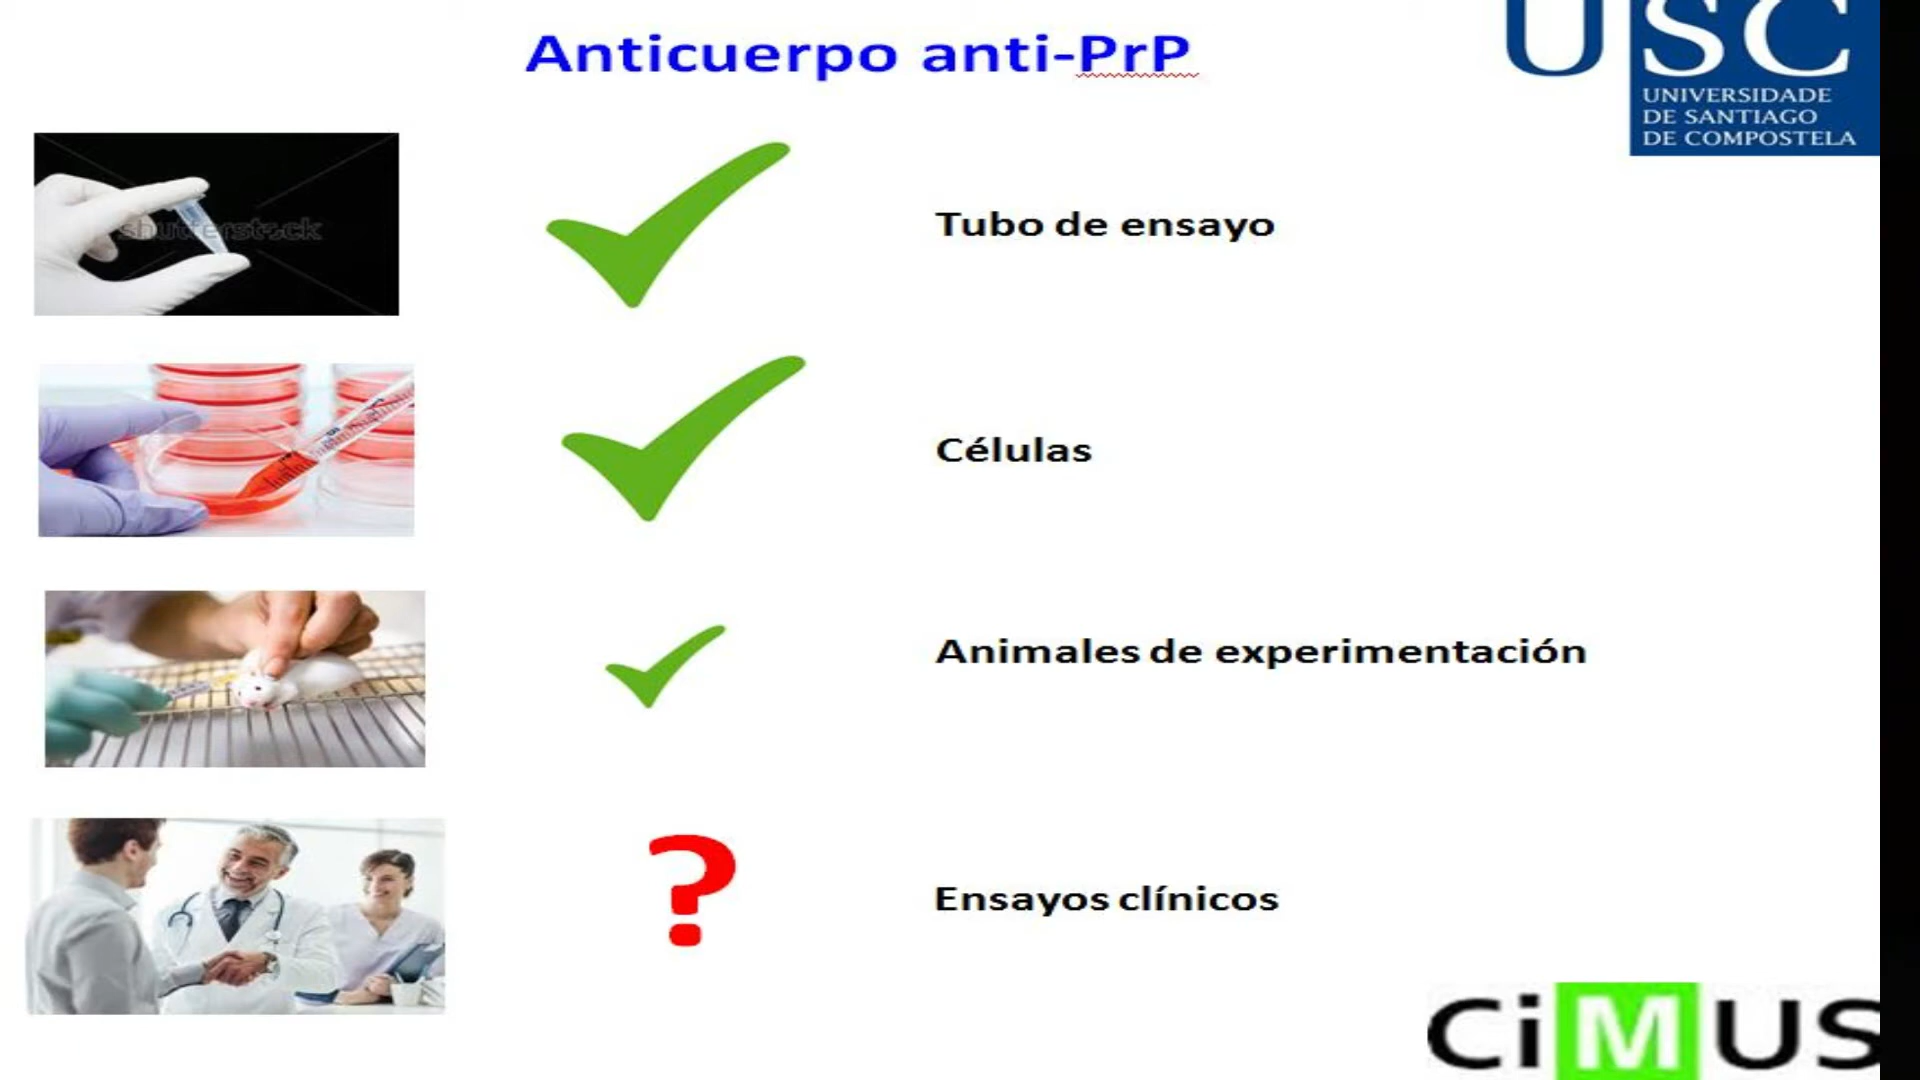 Anticuerpo anti-PrP
USC
UNIVERSIDADE
DE SANTIAGO
DE COMPOSTELA
shutterstock
Tubo de ensayo
Células
Animales de experimentación
?
Ensayos clínicos
CiMUS